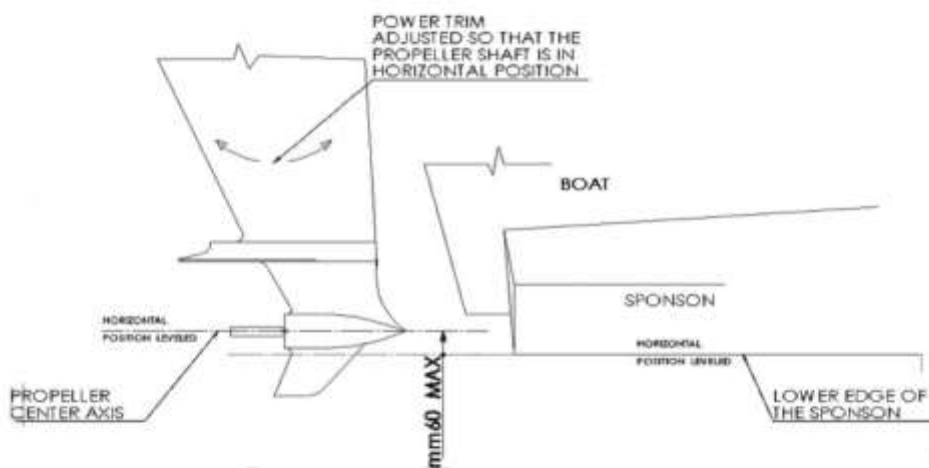 POWER TRIM
ADJUSTED SO THAT THE
PROPELLER SHAFT IS IN
HORIZONTAL POSITION
BOAT
SPONSON
HORIZONTAL
POSITION LEVELED
HORIZONTAL
POSITION LEVELED
mm60 MAX
PROPELLER
CENTER AXIS
LOWER EDGE OF
THE SPONSON